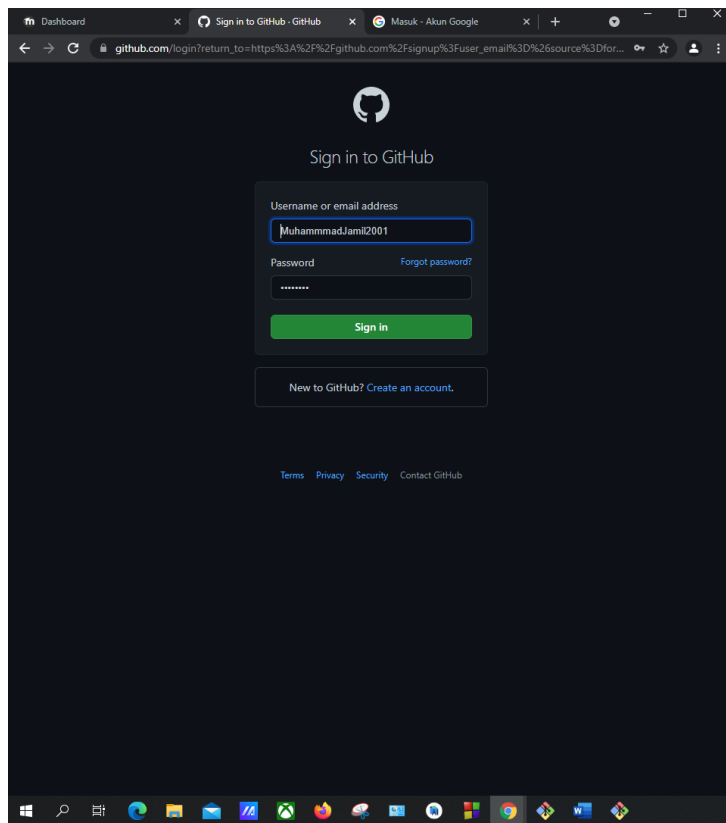 Dashboard
Sign in to GitHub · GitHub
Masuk - Akun Google
github.com/login?return_to=https%3A%2F%2Fgithub.com%2Fsignup%3Fuser_email%3D%26source%3Dfor...
Sign in to GitHub
Username or email address
MuhammmadJamil2001
Password Forgot password?
Sign in
New to GitHub? Create an account.
Terms Privacy Security Contact GitHub